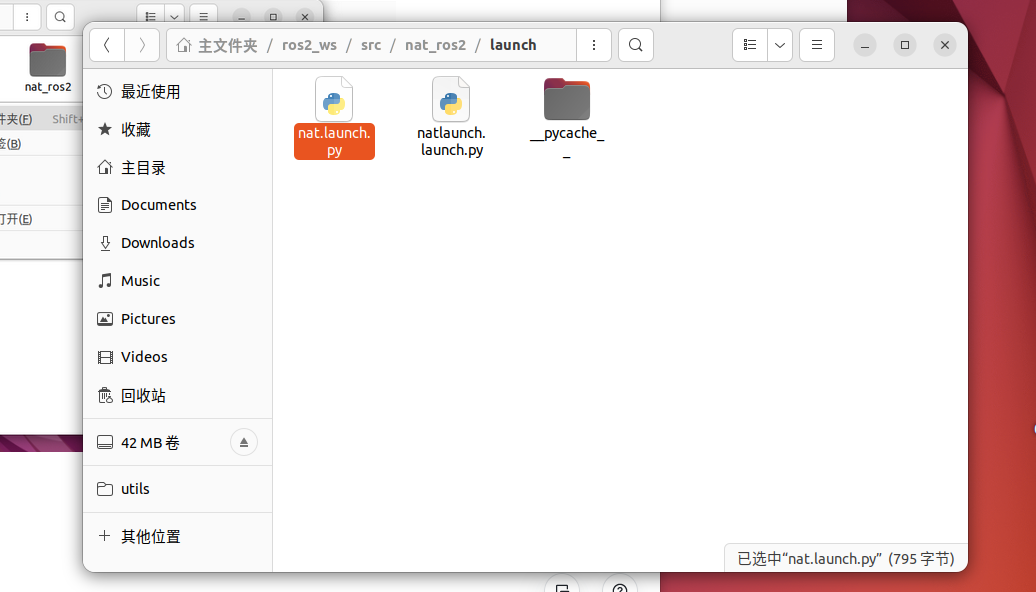 nat_ros2
件夹(F) Shift+
签(B)
打开(E)
主文件夹 / ros2_ws / src / nat_ros2 / launch
最近使用
收藏
主目录
Documents
Downloads
Music
Pictures
Videos
回收站
42 MB 卷
utils
其他位置
nat.launch.
py
natlaunch.
launch.py
__pycache_
_
已选中“nat.launch.py” (795 字节)